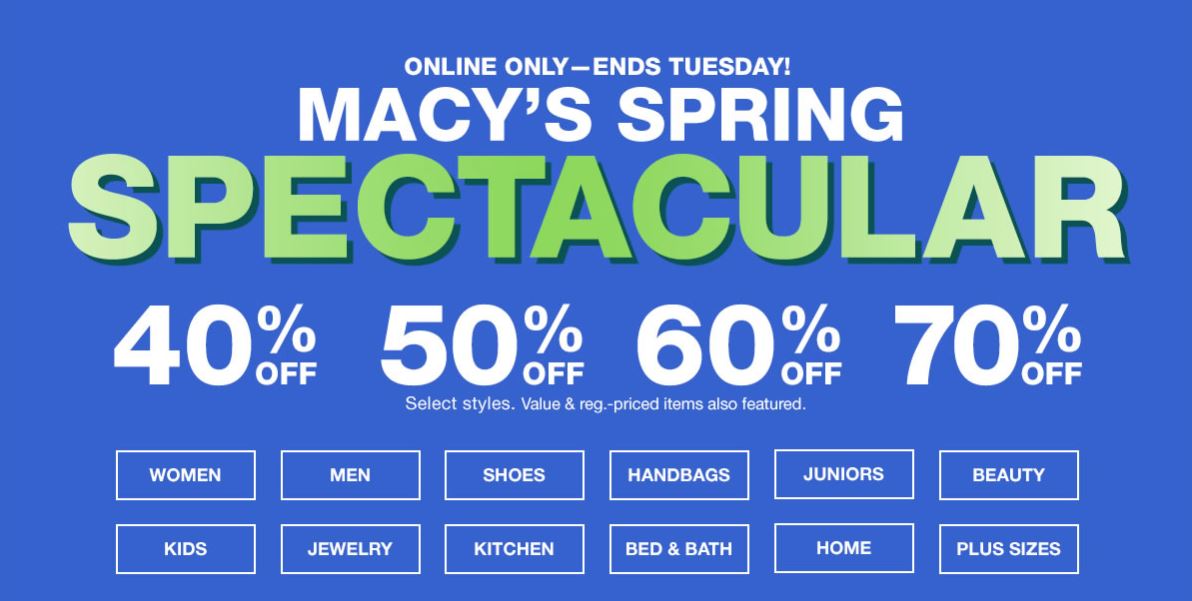 ONLINE ONLY—ENDS TUESDAY!
MACY'S SPRING
SPECTACULAR
40% OFF 50% OFF 60% OFF 70% OFF
Select styles. Value & reg.-priced items also featured.
WOMEN MEN SHOES HANDBAGS JUNIORS BEAUTY
KIDS JEWELRY KITCHEN BED & BATH HOME PLUS SIZES